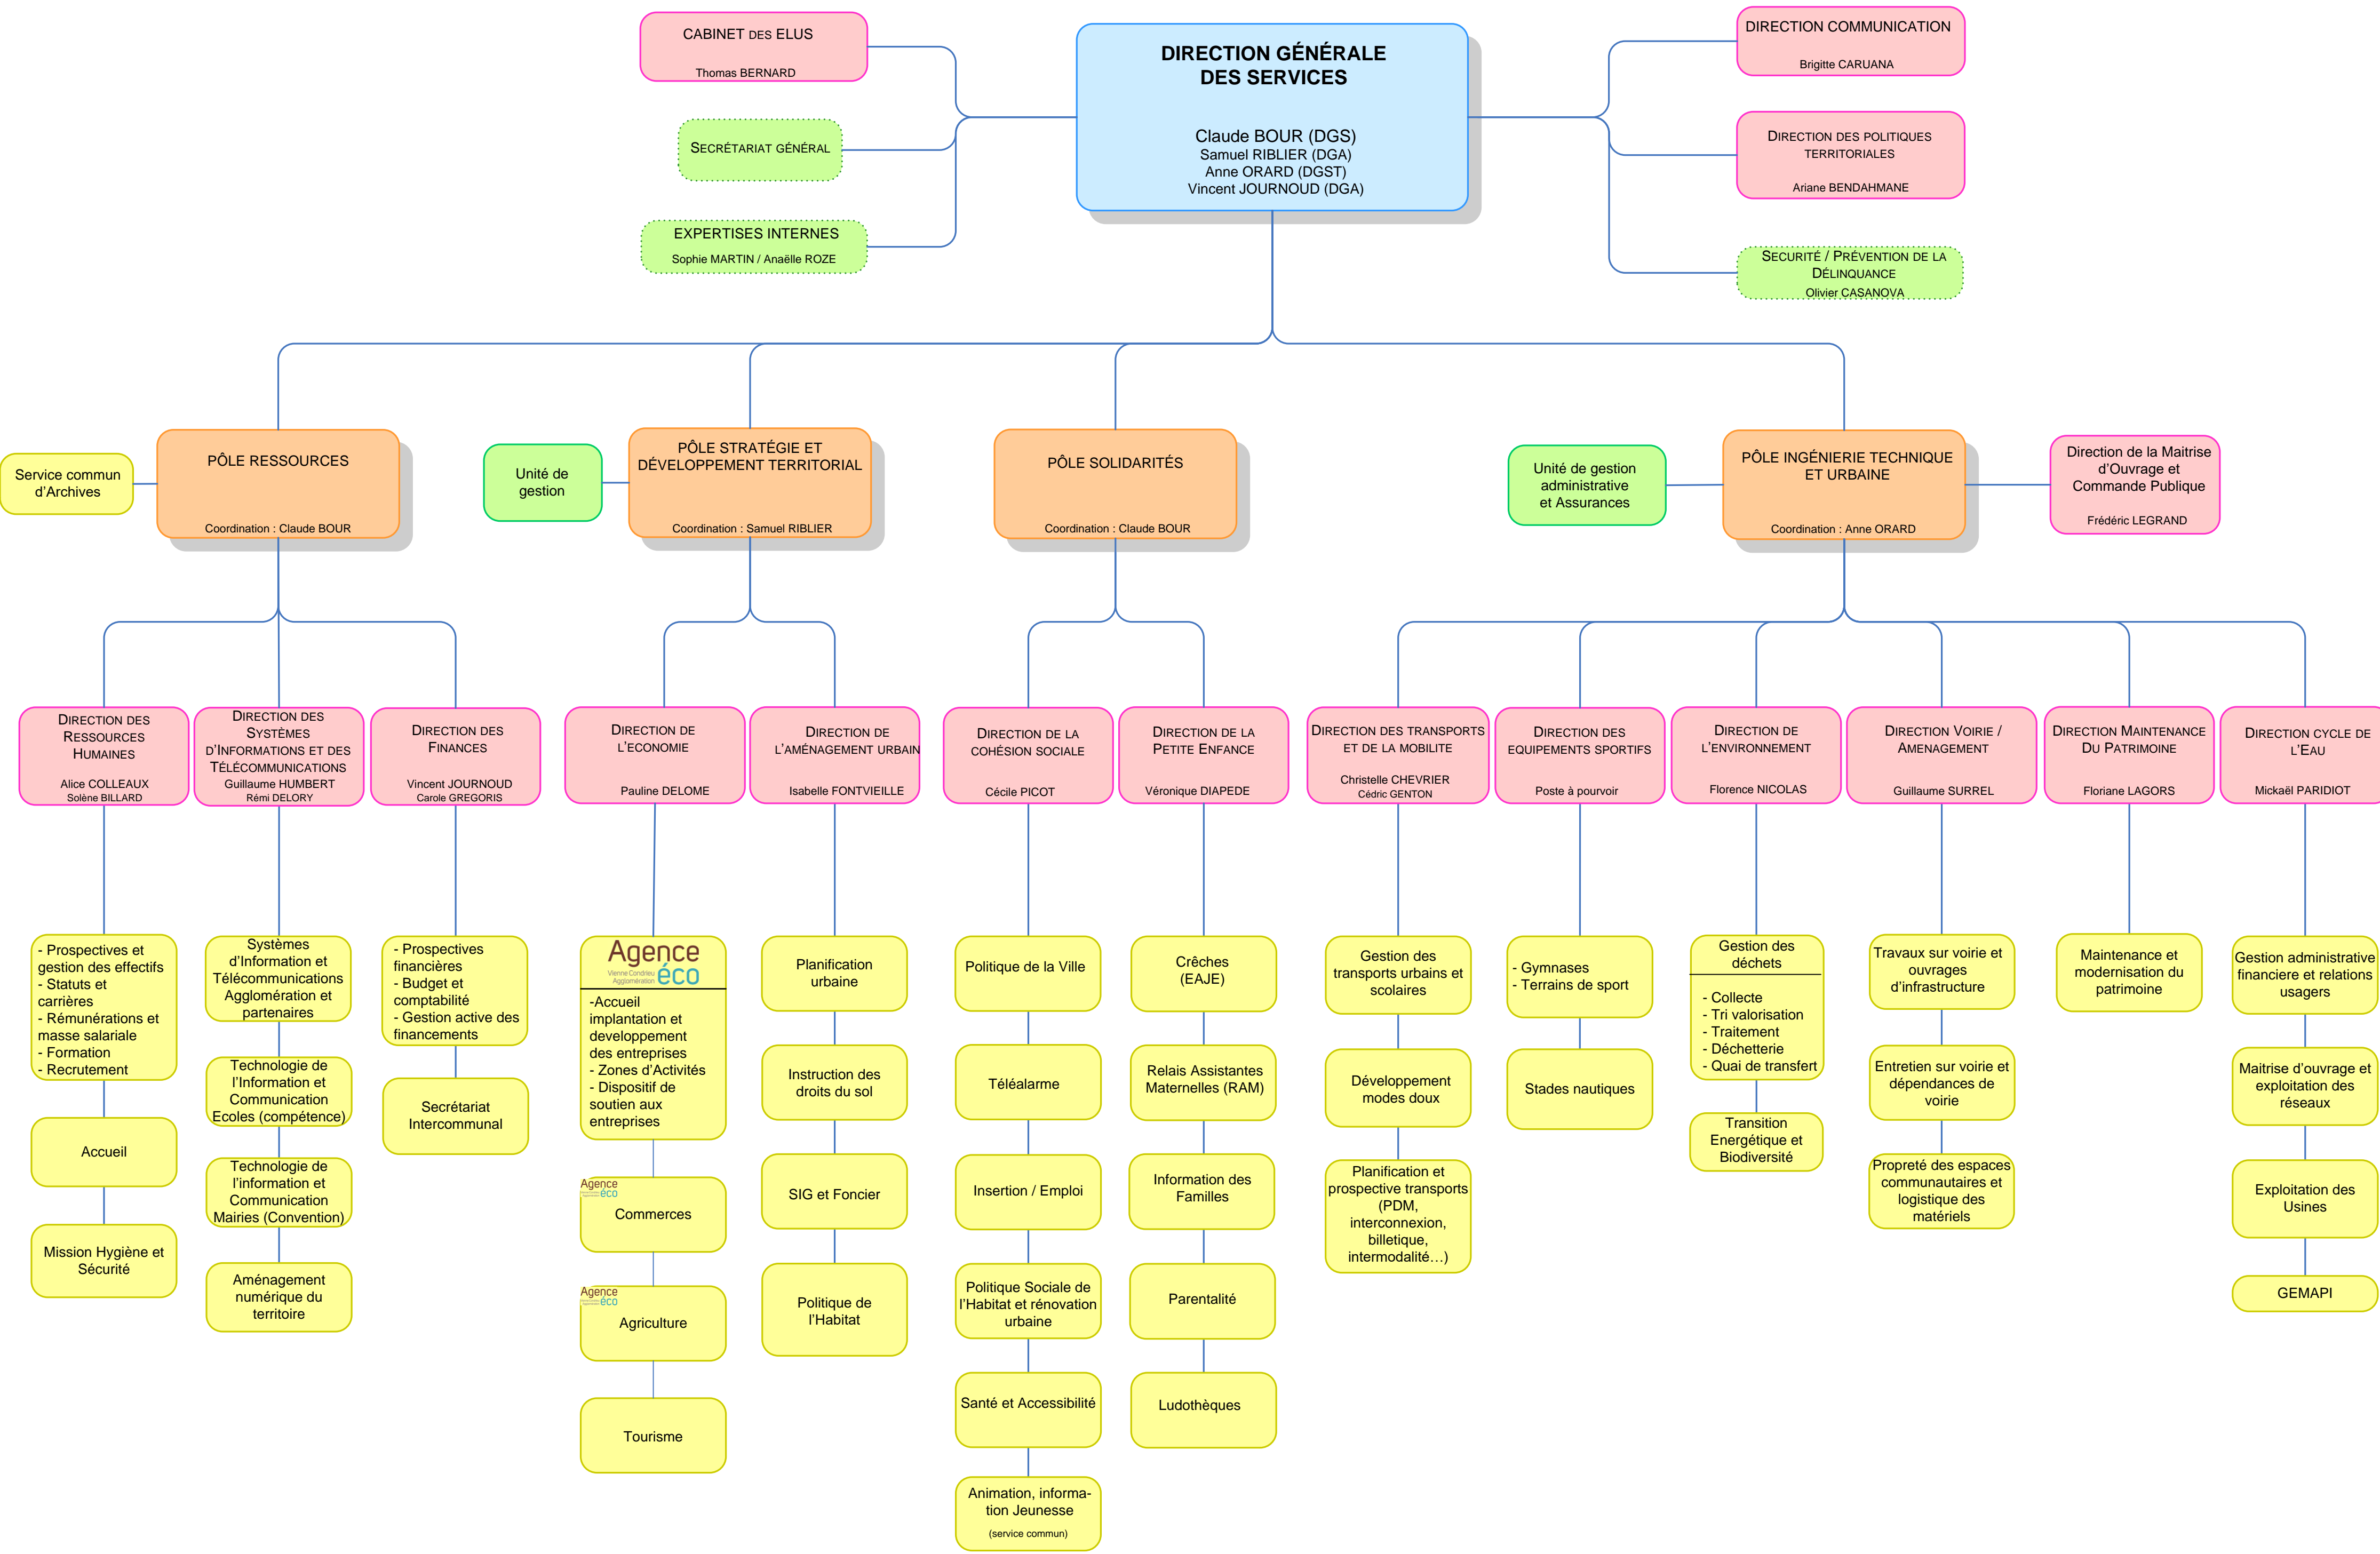 CABINET DES ELUS
Thomas BERNARD
SECRÉTARIAT GÉNÉRAL
EXPERTISES INTERNES
Sophie MARTIN / Anaëlle ROZE
DIRECTION GÉNÉRALE
DES SERVICES
Claude BOUR (DGS)
Samuel RIBLIER (DGA)
Anne ORARD (DGST)
Vincent JOURNOUD (DGA)
DIRECTION COMMUNICATION
Brigitte CARUANA
DIRECTION DES POLITIQUES
TERRITORIALES
Ariane BENDAHMANE
SECURITÉ / PRÉVENTION DE LA
DÉLINQUANCE
Olivier CASANOVA
Service commun
d'Archives
PÔLE RESSOURCES
Coordination : Claude BOUR
Unité de
gestion
PÔLE STRATÉGIE ET
DÉVELOPPEMENT TERRITORIAL
Coordination : Samuel RIBLIER
PÔLE SOLIDARITÉS
Coordination : Claude BOUR
Unité de gestion
administrative
et Assurances
PÔLE INGÉNIERIE TECHNIQUE
ET URBAINE
Coordination : Anne ORARD
Direction de la Maitrise
d'Ouvrage et
Commande Publique
Frédéric LEGRAND
DIRECTION DES
RESSOURCES
HUMAINES
Alice COLLEAUX
Solène BILLARD
DIRECTION DES
SYSTÈMES
D'INFORMATIONS ET DES
TÉLÉCOMMUNICATIONS
Guillaume HUMBERT
Rémi DELORY
DIRECTION DES
FINANCES
Vincent JOURNOUD
Carole GREGORIS
DIRECTION DE
L'ECONOMIE
Pauline DELOME
DIRECTION DE
L'AMÉNAGEMENT URBAIN
Isabelle FONTVIEILLE
DIRECTION DE LA
COHÉSION SOCIALE
Cécile PICOT
DIRECTION DE LA
PETITE ENFANCE
Véronique DIAPEDE
DIRECTION DES TRANSPORTS
ET DE LA MOBILITE
Christelle CHEVRIER
Cédric GENTON
DIRECTION DES
EQUIPEMENTS SPORTIFS
Poste à pourvoir
DIRECTION DE
L'ENVIRONNEMENT
Florence NICOLAS
DIRECTION VOIRIE /
AMENAGEMENT
Guillaume SURREL
DIRECTION MAINTENANCE
DU PATRIMOINE
Floriane LAGORS
DIRECTION CYCLE DE
L'EAU
Mickaël PARIDIOT
- Prospectives et
gestion des effectifs
- Statuts et
carrières
- Rémunérations et
masse salariale
- Formation
- Recrutement
Accueil
Mission Hygiène et
Sécurité
Systèmes
d'Information et
Télécommunications
Agglomération et
partenaires
Technologie de
l'Information et
Communication
Ecoles (compétence)
Technologie de
l'information et
Communication
Mairies (Convention)
Aménagement
numérique du
territoire
- Prospectives
financières
- Budget et
comptabilité
- Gestion active des
financements
Secrétariat
Intercommunal
Agence
Vienne Condrieu
Agglomération
éco
-Accueil
implantation et
developpement
des entreprises
- Zones d'Activités
- Dispositif de
soutien aux
entreprises
Agence
éco
Commerces
Agence
éco
Agriculture
Tourisme
Planification
urbaine
Instruction des
droits du sol
SIG et Foncier
Politique de
l'Habitat
Politique de la Ville
Téléalarme
Insertion / Emploi
Politique Sociale de
l'Habitat et rénovation
urbaine
Santé et Accessibilité
Animation, informa-
tion Jeunesse
(service commun)
Crêches
(EAJE)
Relais Assistantes
Maternelles (RAM)
Information des
Familles
Parentalité
Ludothèques
Gestion des
transports urbains et
scolaires
Développement
modes doux
Planification et
prospective transports
(PDM,
interconnexion,
billetique,
intermodalité…)
- Gymnases
- Terrains de sport
Stades nautiques
Gestion des
déchets
- Collecte
- Tri valorisation
- Traitement
- Déchetterie
- Quai de transfert
Transition
Energétique et
Biodiversité
Travaux sur voirie et
ouvrages
d'infrastructure
Entretien sur voirie et
dépendances de
voirie
Propreté des espaces
communautaires et
logistique des
matériels
Maintenance et
modernisation du
patrimoine
Gestion administrative
financiere et relations
usagers
Maitrise d'ouvrage et
exploitation des
réseaux
Exploitation des
Usines
GEMAPI